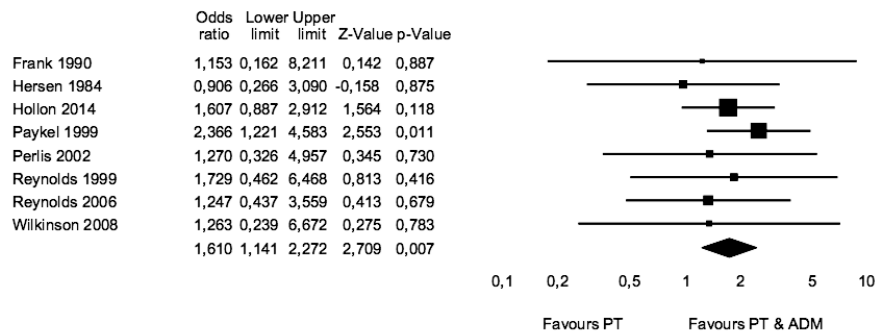 Odds Lower Upper
ratio limit limit Z-Value p-Value
Frank 1990 1,153 0,162 8,211 0,142 0,887
Hersen 1984 0,906 0,266 3,090 -0,158 0,875
Hollon 2014 1,607 0,887 2,912 1,564 0,118
Paykel 1999 2,366 1,221 4,583 2,553 0,011
Perlis 2002 1,270 0,326 4,957 0,345 0,730
Reynolds 1999 1,729 0,462 6,468 0,813 0,416
Reynolds 2006 1,247 0,437 3,559 0,413 0,679
Wilkinson 2008 1,263 0,239 6,672 0,275 0,783
1,610 1,141 2,272 2,709 0,007
0,1 0,2 0,5 1 2 5 10
Favours PT Favours PT & ADM